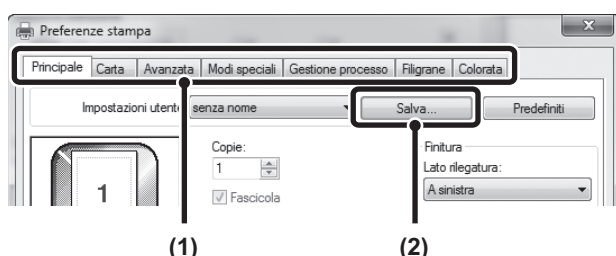 Preferenze stampa
Principale Carta Avanzata Modi speciali Gestione processo Filigrane Colorata
Impostazioni utente senza nome Salva... Predefiniti
Copie: Finitura
1 Lato rilegatura:
1 Fascicola A sinistra
(1) (2)